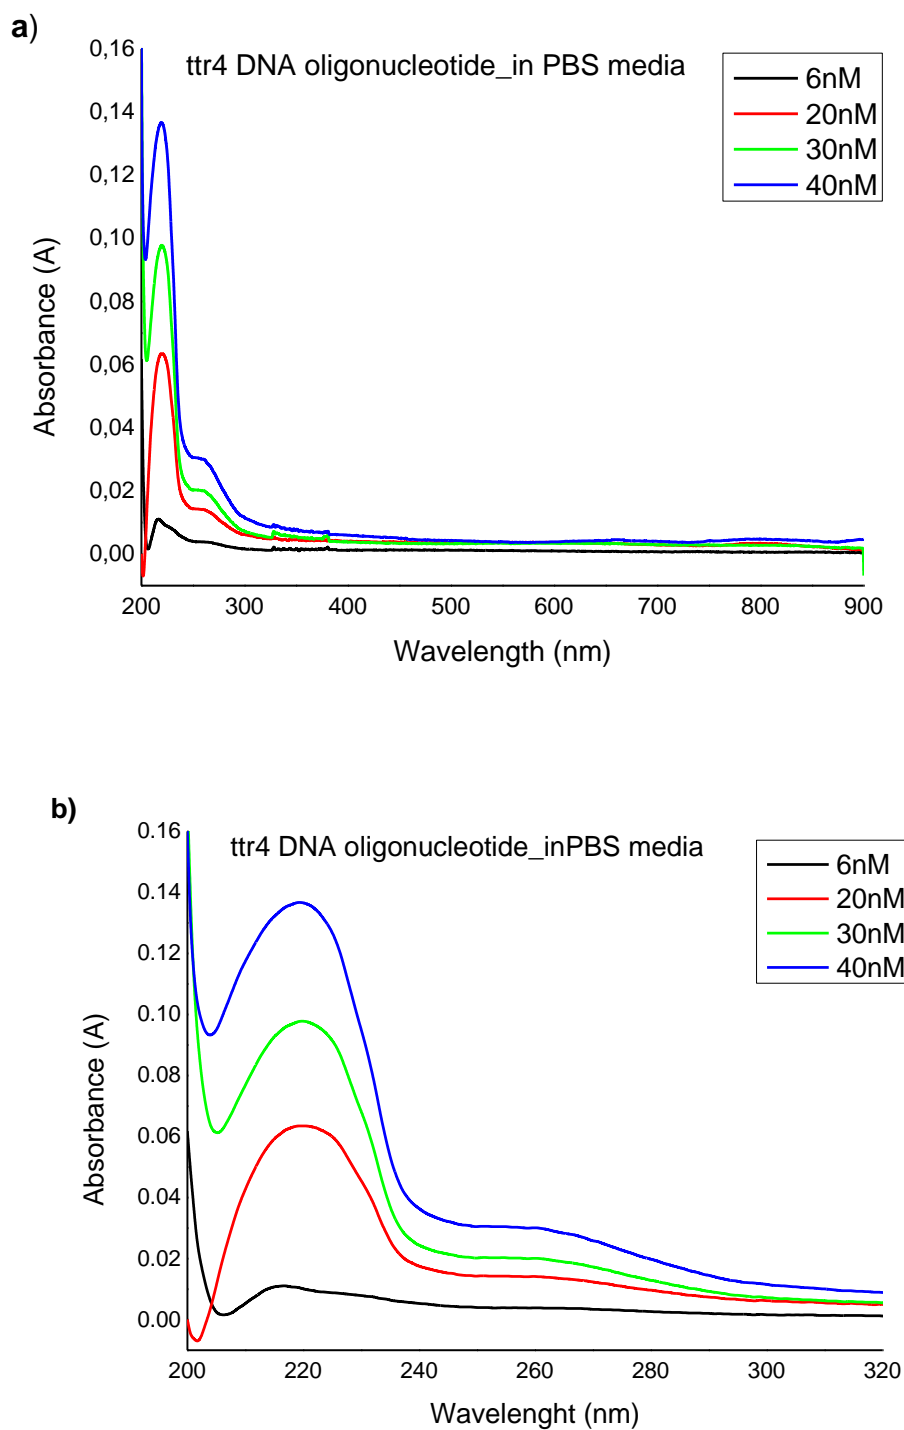 a)
ttr4 DNA oligonucleotide_in PBS media
6nM
20nM
30nM
40nM
0,16
0,14
0,12
0,10
0,08
0,06
0,04
0,02
0,00
Absorbance (A)
200 300 400 500 600 700 800 900
Wavelength (nm)
b)
ttr4 DNA oligonucleotide_inPBS media
6nM
20nM
30nM
40nM
0.16
0.14
0.12
0.10
0.08
0.06
0.04
0.02
0.00
Absorbance (A)
200 220 240 260 280 300 320
Wavelenght (nm)